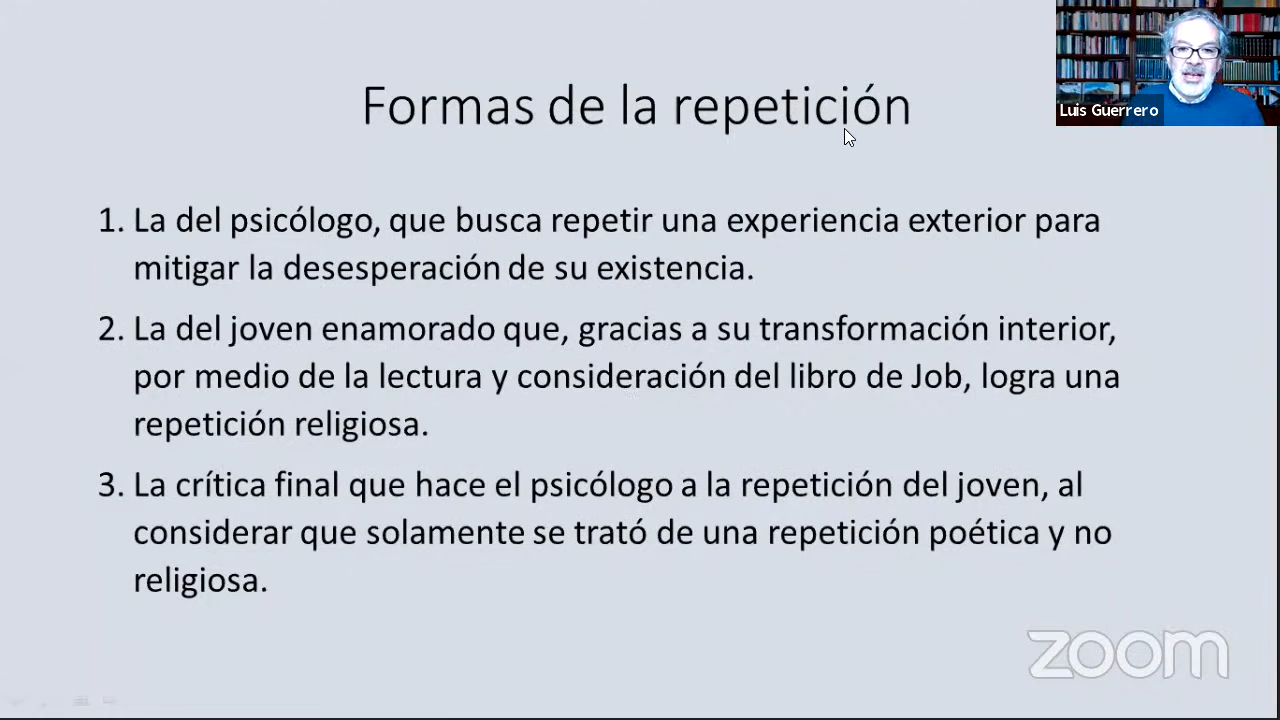 Formas de la repetición
Luis Guerrero
1. La del psicólogo, que busca repetir una experiencia exterior para
mitigar la desesperación de su existencia.
2. La del joven enamorado que, gracias a su transformación interior,
por medio de la lectura y consideración del libro de Job, logra una
repetición religiosa.
3. La crítica final que hace el psicólogo a la repetición del joven, al
considerar que solamente se trató de una repetición poética y no
religiosa.
zoom